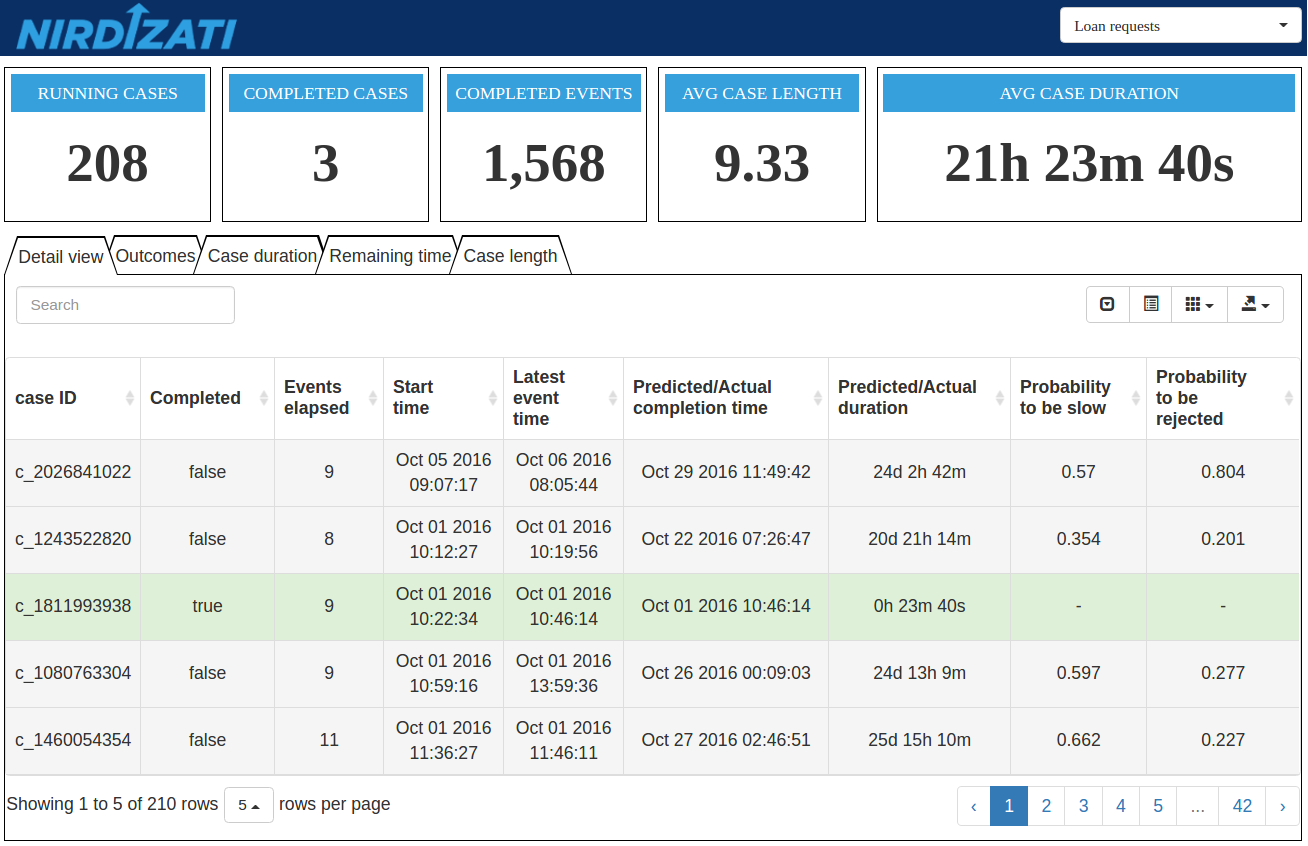 NIRDIZATI
Loan requests
RUNNING CASES
208
COMPLETED CASES
3
COMPLETED EVENTS
1,568
AVG CASE LENGTH
9.33
AVG CASE DURATION
21h 23m 40s
Detail view Outcomes Case duration Remaining time Case length
Search
case ID
Completed
Events
elapsed
Start
time
Latest
event
time
Predicted/Actual
completion time
Predicted/Actual
duration
Probability
to be slow
Probability
to be
rejected
c_2026841022
false
9
Oct 05 2016
09:07:17
Oct 06 2016
08:05:44
Oct 29 2016 11:49:42
24d 2h 42m
0.57
0.804
c_1243522820
false
8
Oct 01 2016
10:12:27
Oct 01 2016
10:19:56
Oct 22 2016 07:26:47
20d 21h 14m
0.354
0.201
c_1811993938
true
9
Oct 01 2016
10:22:34
Oct 01 2016
10:46:14
Oct 01 2016 10:46:14
0h 23m 40s
-
-
c_1080763304
false
9
Oct 01 2016
10:59:16
Oct 01 2016
13:59:36
Oct 26 2016 00:09:03
24d 13h 9m
0.597
0.277
c_1460054354
false
11
Oct 01 2016
11:36:27
Oct 01 2016
11:46:11
Oct 27 2016 02:46:51
25d 15h 10m
0.662
0.227
Showing 1 to 5 of 210 rows 5 rows per page
‹ 1 2 3 4 5 ... 42 ›